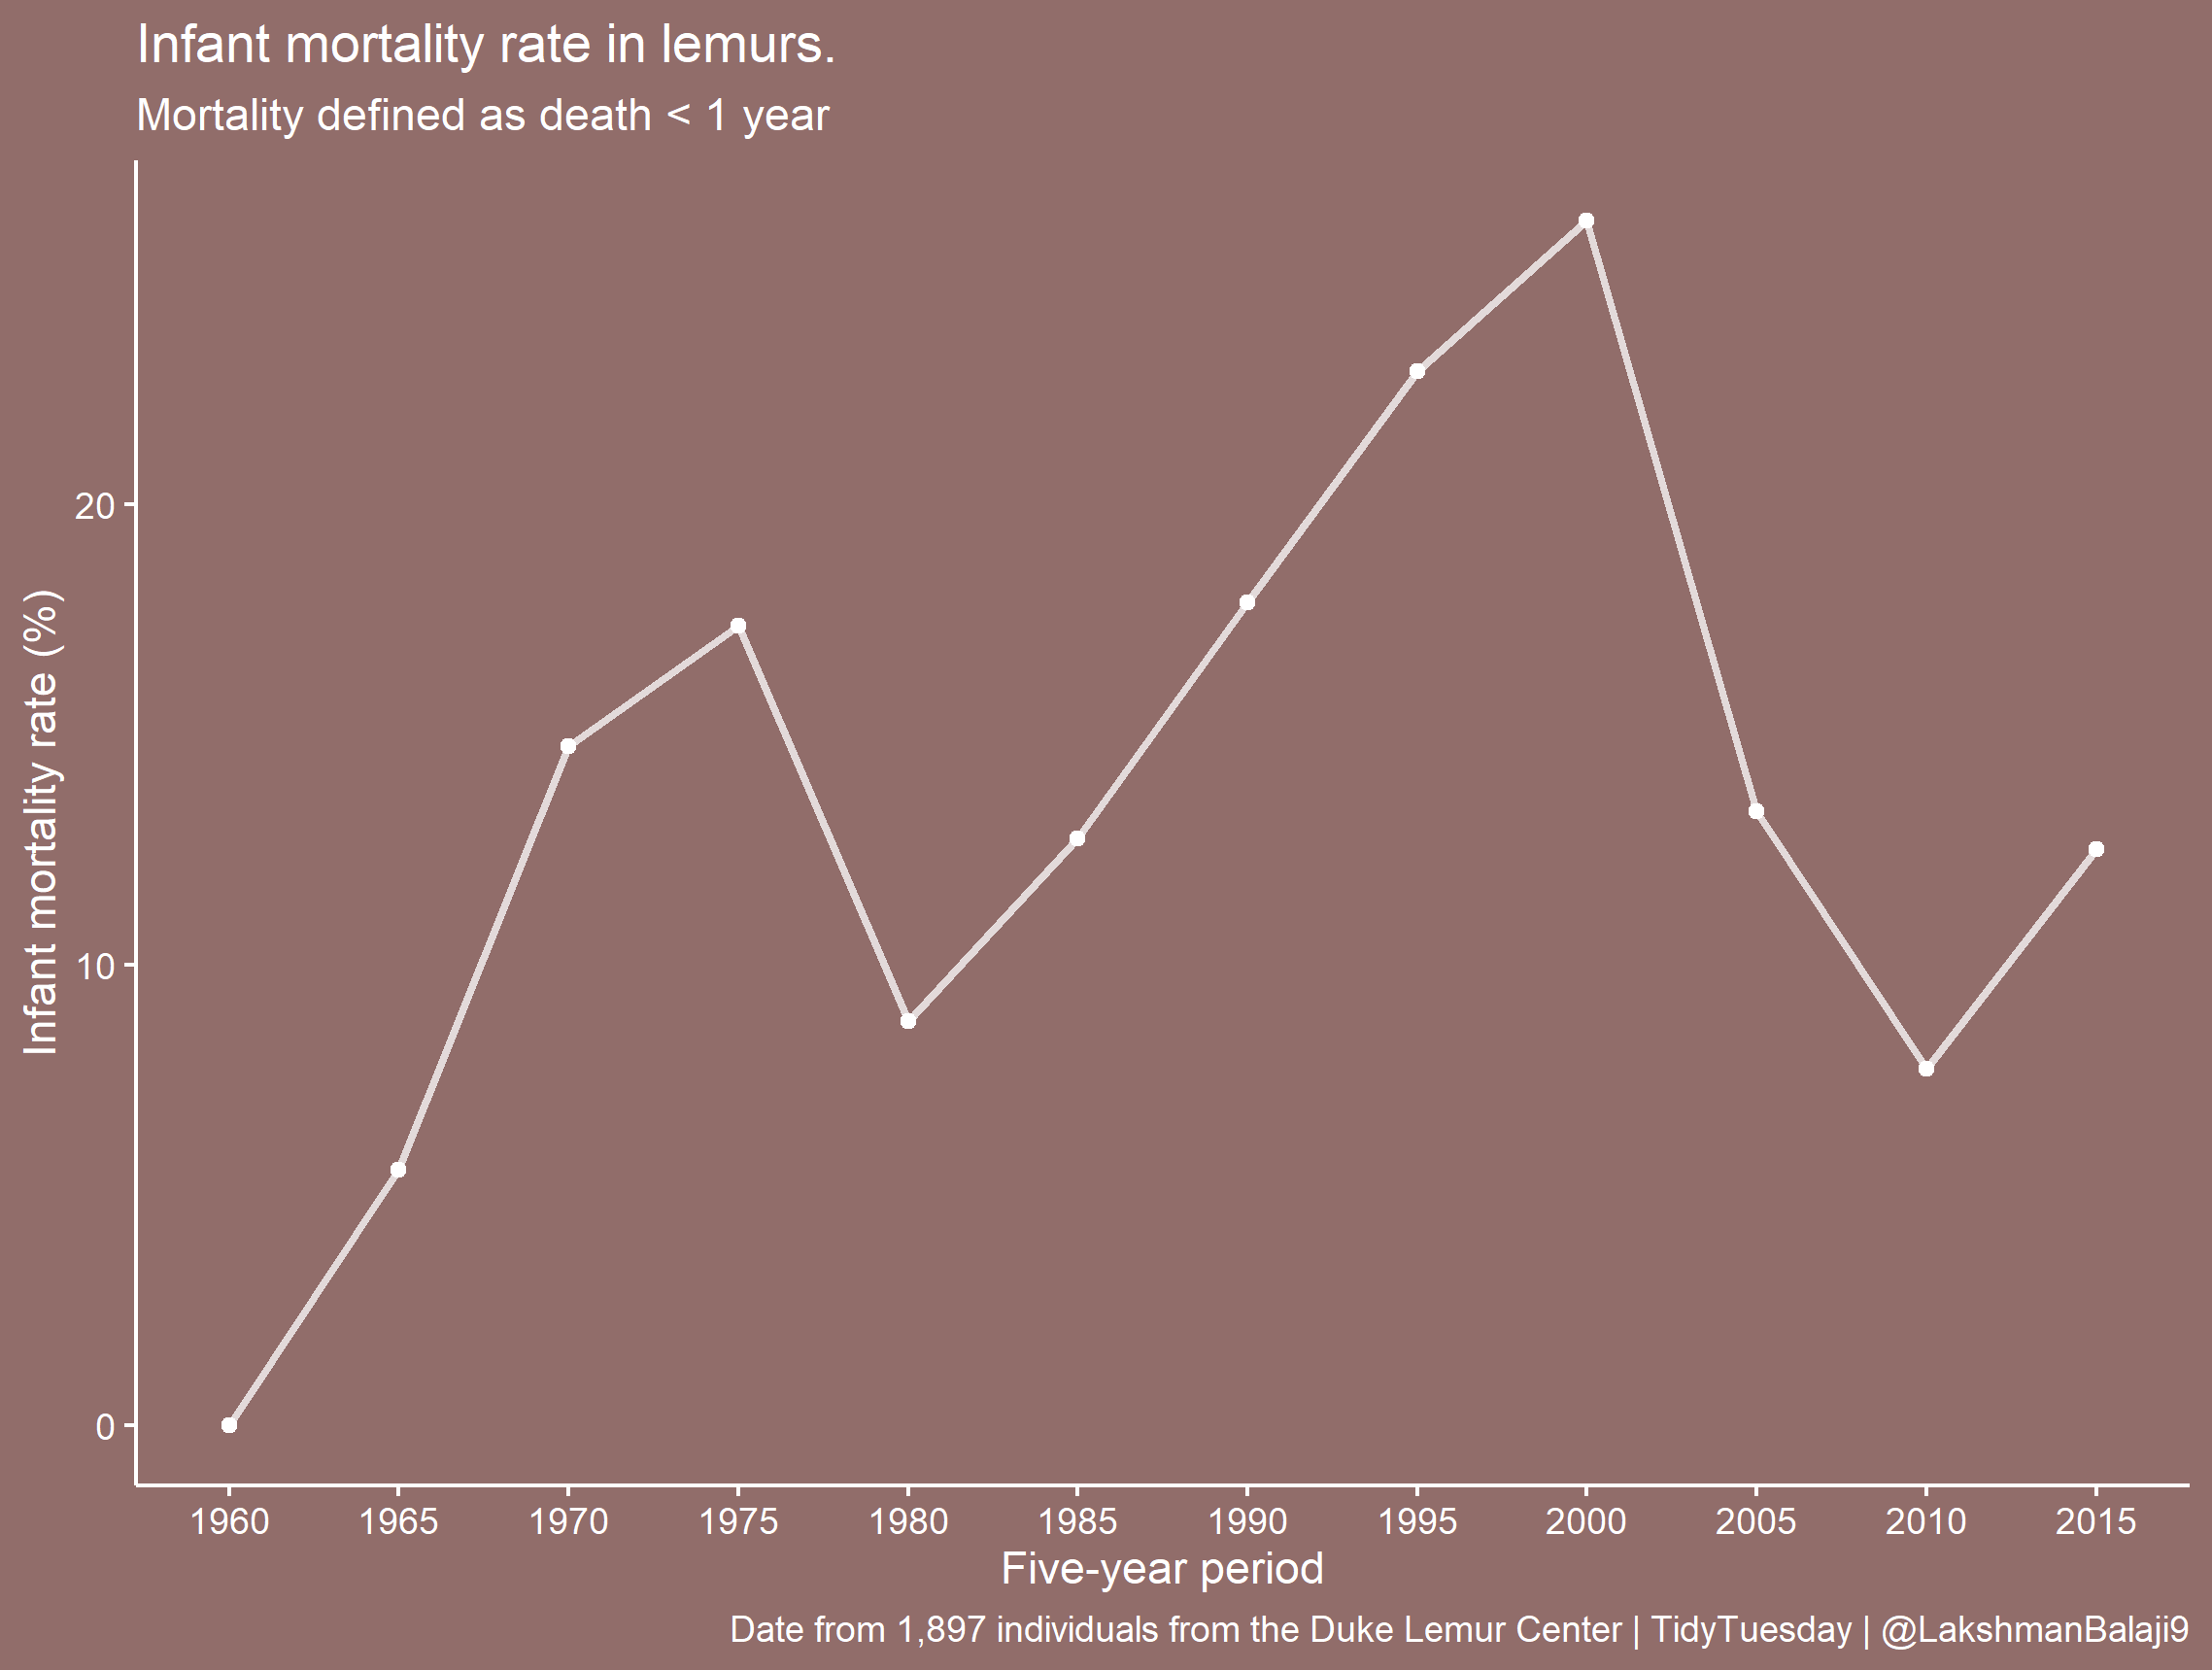 Infant mortality rate in lemurs.
Mortality defined as death < 1 year
Infant mortality rate (%)
20
10
0
1960 1965 1970 1975 1980 1985 1990 1995 2000 2005 2010 2015
Five-year period
Date from 1,897 individuals from the Duke Lemur Center | TidyTuesday | @LakshmanBalaji9